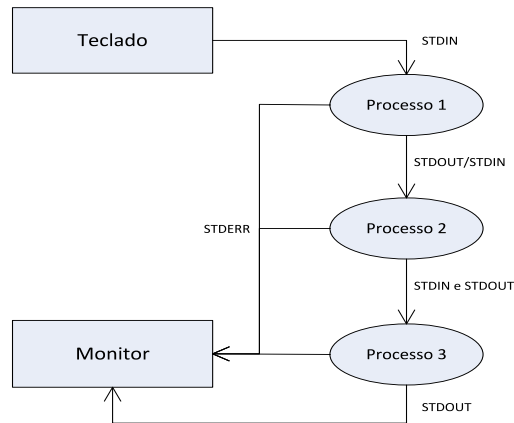 Teclado
STDIN
Processo 1
STDOUT/STDIN
Processo 2
STDERR
STDIN e STDOUT
Monitor
Processo 3
STDOUT